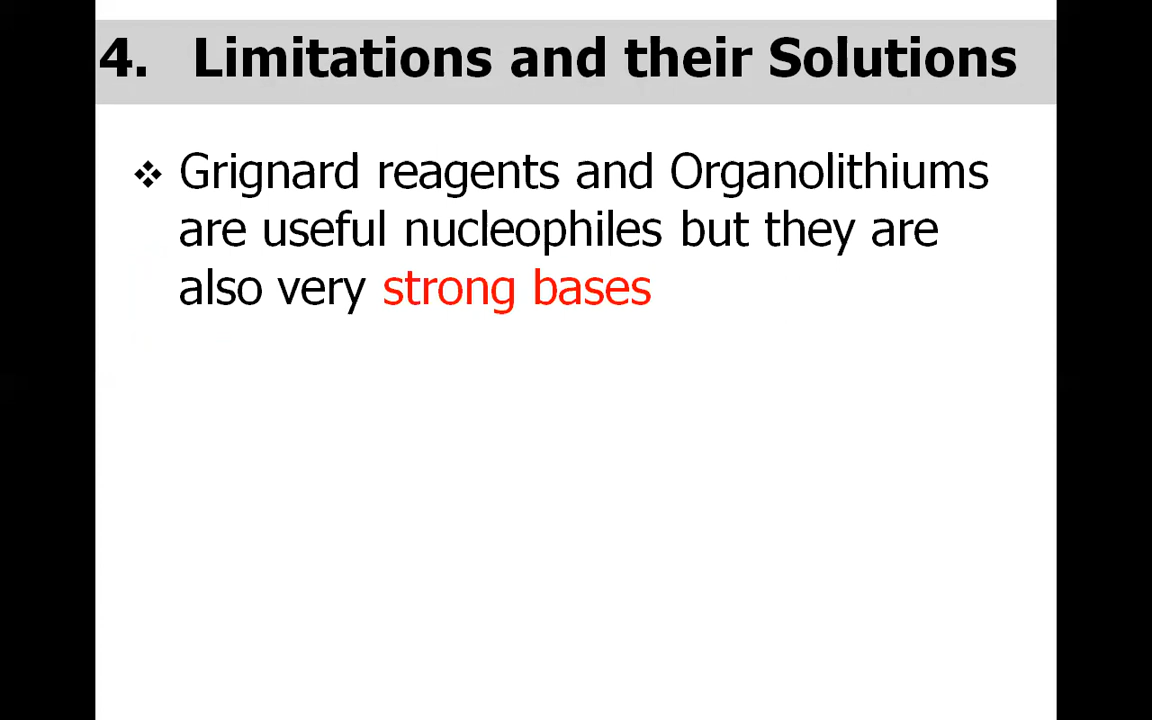 4. Limitations and their Solutions
❖ Grignard reagents and Organolithiums
are useful nucleophiles but they are
also very strong bases